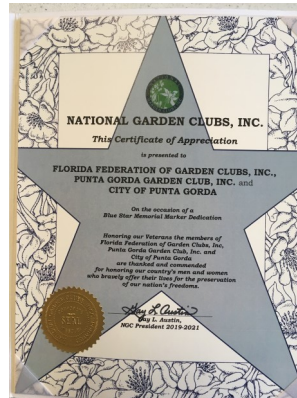 NATIONAL GARDEN CLUBS, INC.
This Certificate of Appreciation
is presented to
FLORIDA FEDERATION OF GARDEN CLUBS, INC.,
PUNTA GORDA GARDEN CLUB, INC. and
CITY OF PUNTA GORDA
On the occasion of a
Blue Star Memorial Marker Dedication
Honoring our Veterans the members of
Florida Federation of Garden Clubs, Inc,
Punta Gorda Garden Club, Inc. and
City of Punta Gorda
are thanked and commended
for honoring our country's men and women
who bravely offer their lives for the preservation
of our nation's freedoms.
Gay L. Austin
Gay L. Austin,
NGC President 2019-2021
SEAL